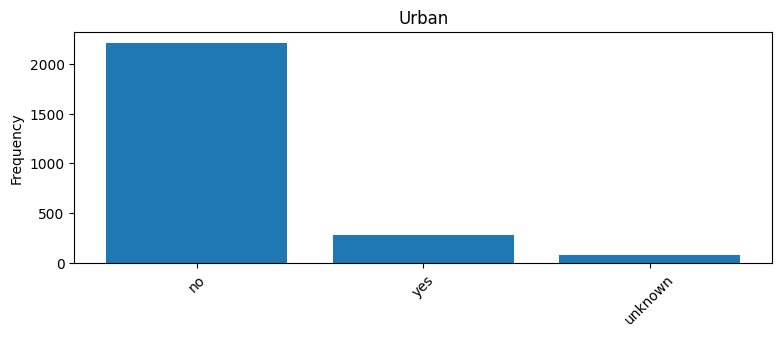 Urban
Frequency
2000
1500
1000
500
0
no
yes
unknown